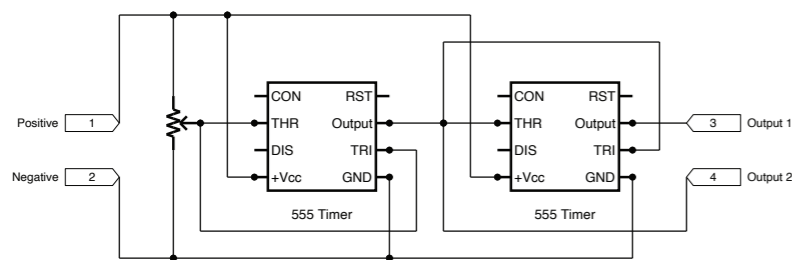 CON RST CON RST
Positive 1 THR Output THR Output 3 Output 1
DIS TRI DIS TRI
Negative 2 +Vcc GND +Vcc GND 4 Output 2
555 Timer 555 Timer